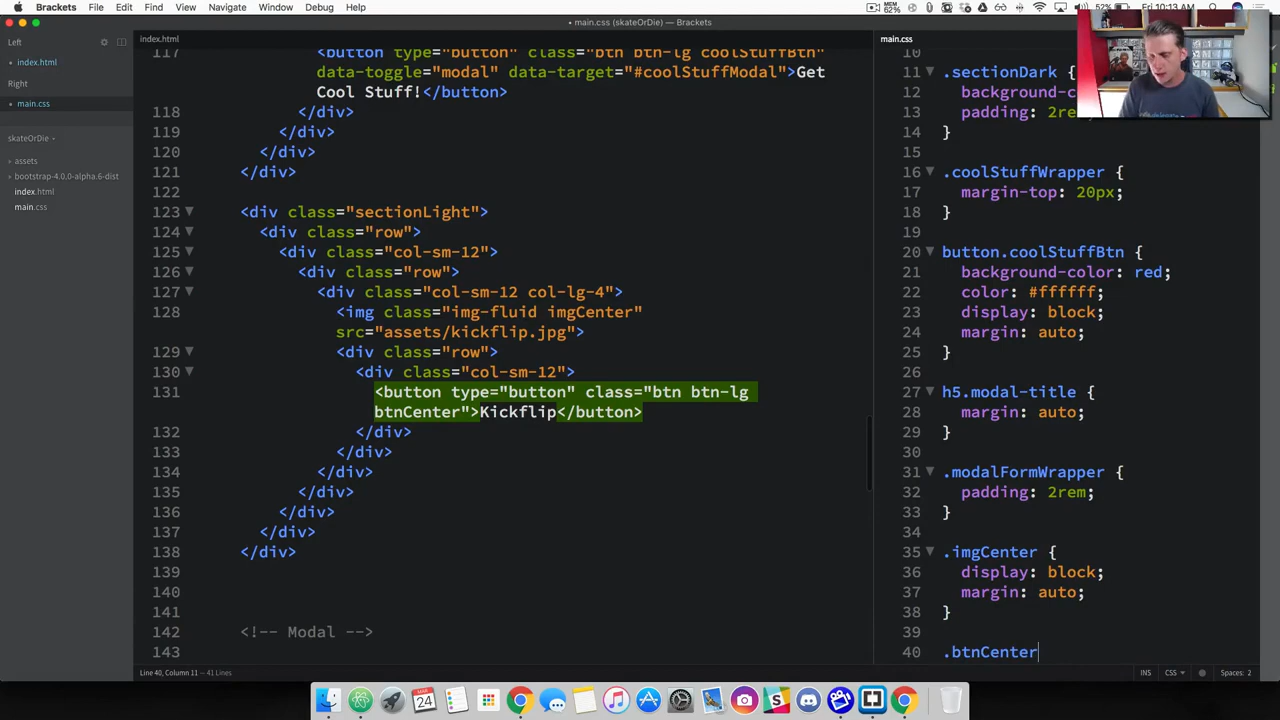 Brackets File Edit Find View Navigate Window Debug Help MEM 62% 52% Fri 10:13 AM
• main.css (skateOrDie) — Brackets
Left
index.html
Right
main.css
skateOrDie
assets
bootstrap-4.0.0-alpha.6-dist
index.html
main.css
index.html
117 <button type="button" class="btn btn-lg coolStuffBtn"
data-toggle="modal" data-target="#coolStuffModal">Get
Cool Stuff!</button>
118 </div>
119 </div>
120 </div>
121 </div>
122
123 <div class="sectionLight">
124 <div class="row">
125 <div class="col-sm-12">
126 <div class="row">
127 <div class="col-sm-12 col-lg-4">
128 <img class="img-fluid imgCenter"
src="assets/kickflip.jpg">
129 <div class="row">
130 <div class="col-sm-12">
131 <button type="button" class="btn btn-lg
btnCenter">Kickflip</button>
132 </div>
133 </div>
134 </div>
135 </div>
136 </div>
137 </div>
138 </div>
139
140
141
142 <!-- Modal -->
143
main.css
10
11 .sectionDark {
12 background-c
13 padding: 2re
14 }
15
16 .coolStuffWrapper {
17 margin-top: 20px;
18 }
19
20 button.coolStuffBtn {
21 background-color: red;
22 color: #ffffff;
23 display: block;
24 margin: auto;
25 }
26
27 h5.modal-title {
28 margin: auto;
29 }
30
31 .modalFormWrapper {
32 padding: 2rem;
33 }
34
35 .imgCenter {
36 display: block;
37 margin: auto;
38 }
39
40 .btnCenter
Line 40, Column 11 — 41 Lines
INS CSS Spaces: 2
24